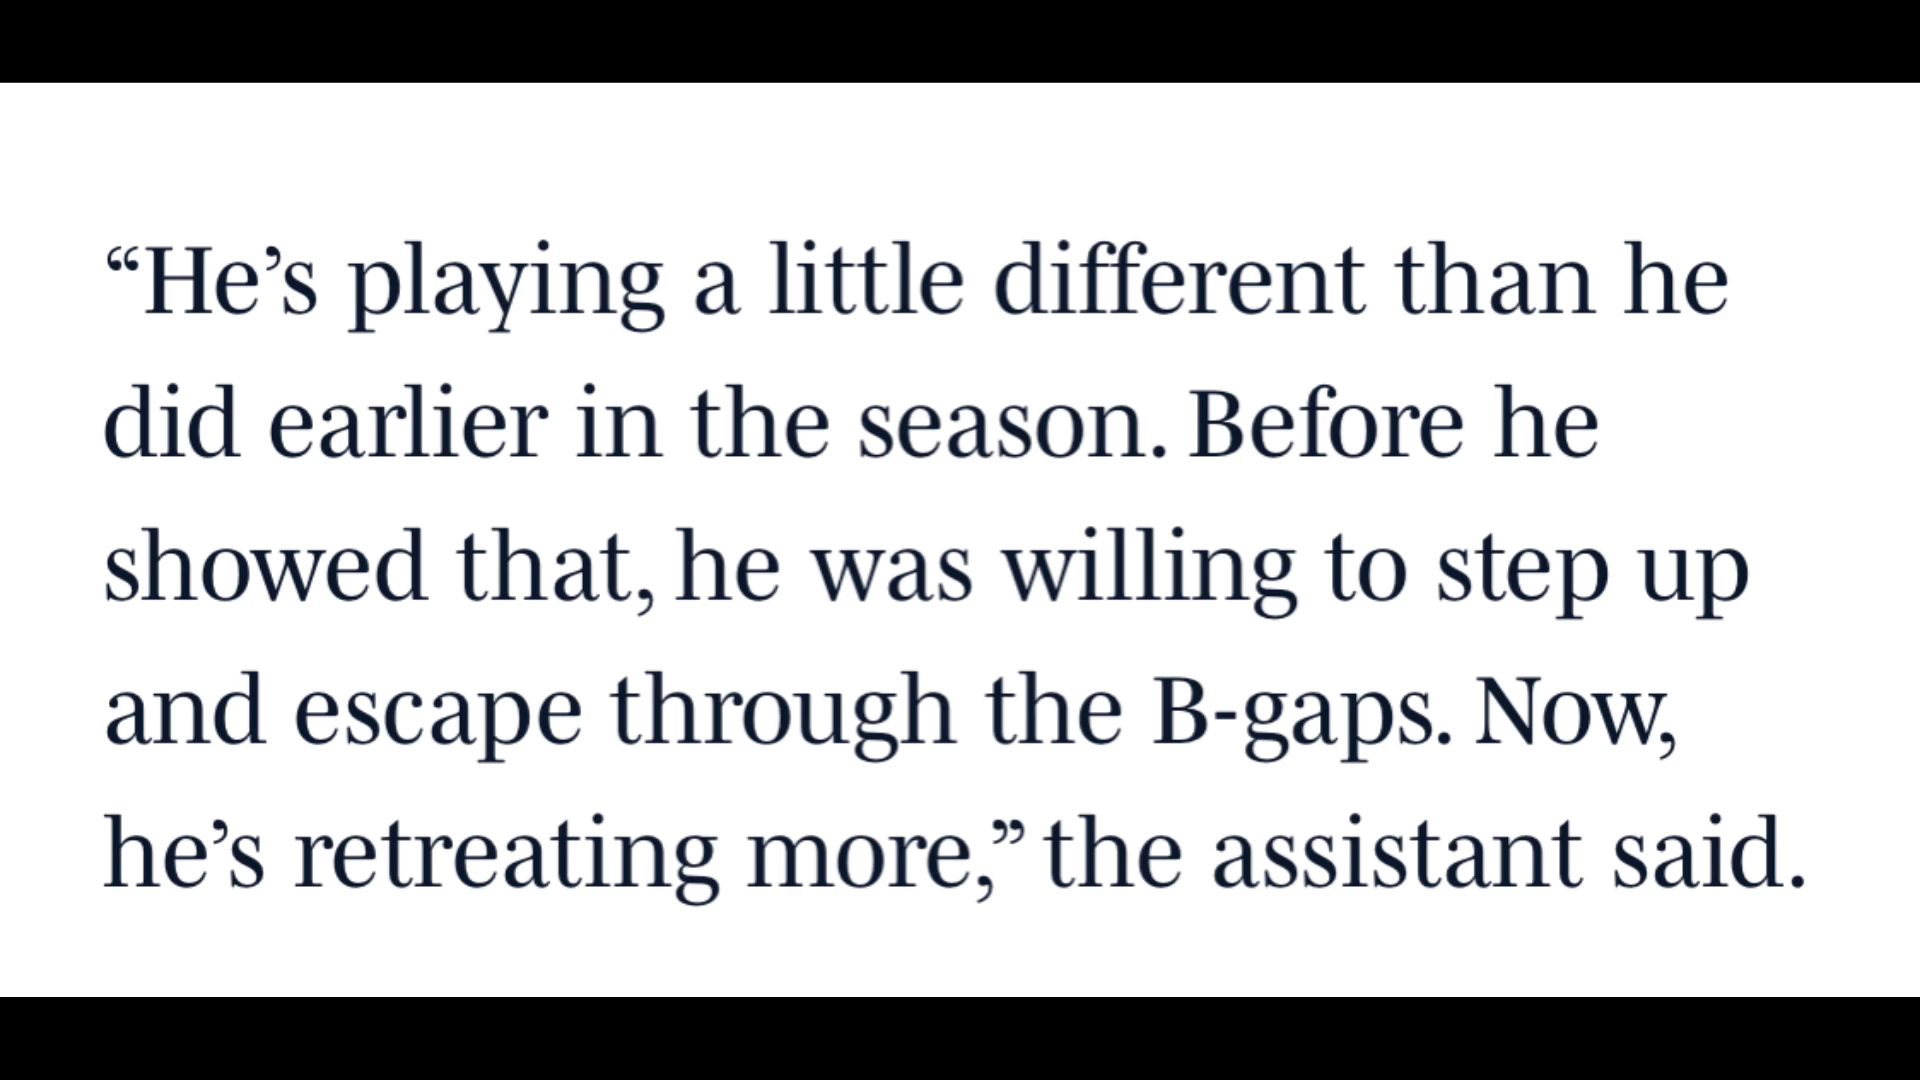 “He’s playing a little different than he
did earlier in the season. Before he
showed that, he was willing to step up
and escape through the B-gaps. Now,
he’s retreating more,” the assistant said.